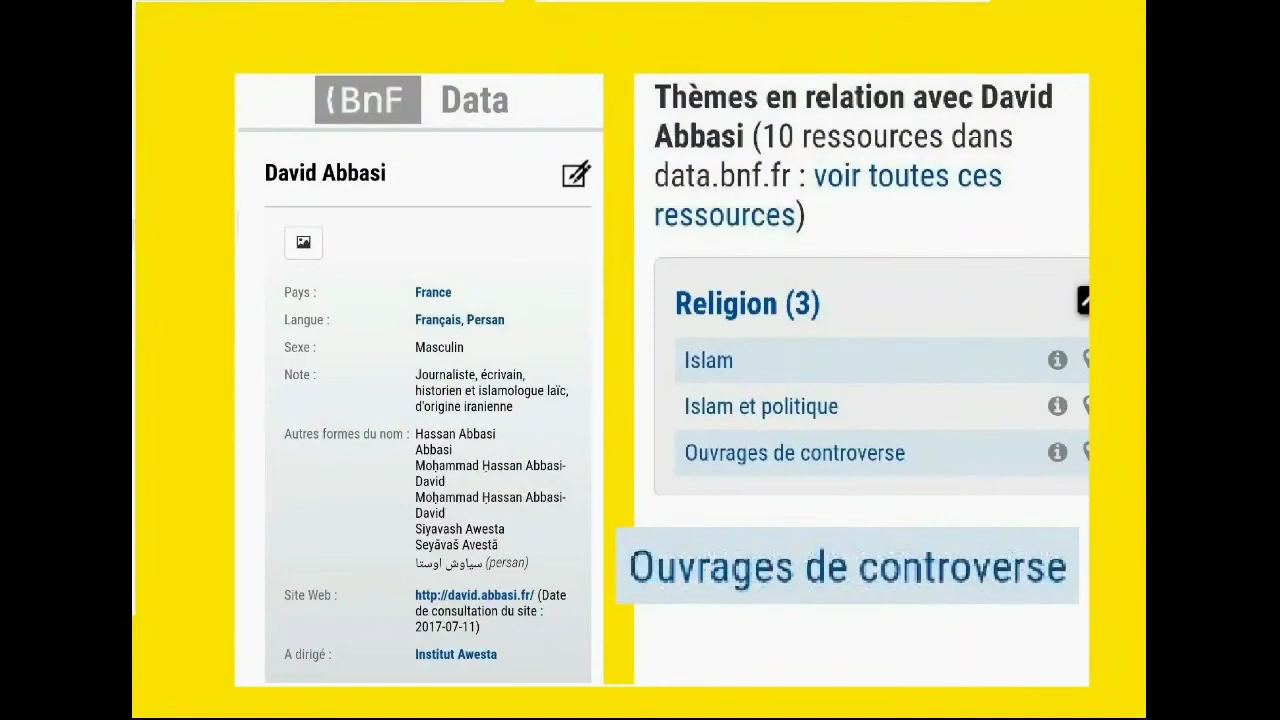 (BnF Data
David Abbasi
Pays : France
Langue : Français, Persan
Sexe : Masculin
Note : Journaliste, écrivain,
historien et islamologue laïc,
d'origine iranienne
Autres formes du nom : Hassan Abbasi
Abbasi
Moḥammad Ḥassan Abbasi-
David
Moḥammad Ḥassan Abbasi-
David
Siyavash Awesta
Seyâvaš Avestâ
سیاوش اوستا (persan)
Site Web : http://david.abbasi.fr/ (Date
de consultation du site :
2017-07-11)
A dirigé : Institut Awesta
Thèmes en relation avec David
Abbasi (10 ressources dans
data.bnf.fr : voir toutes ces
ressources)
Religion (3)
Islam
Islam et politique
Ouvrages de controverse
Ouvrages de controverse